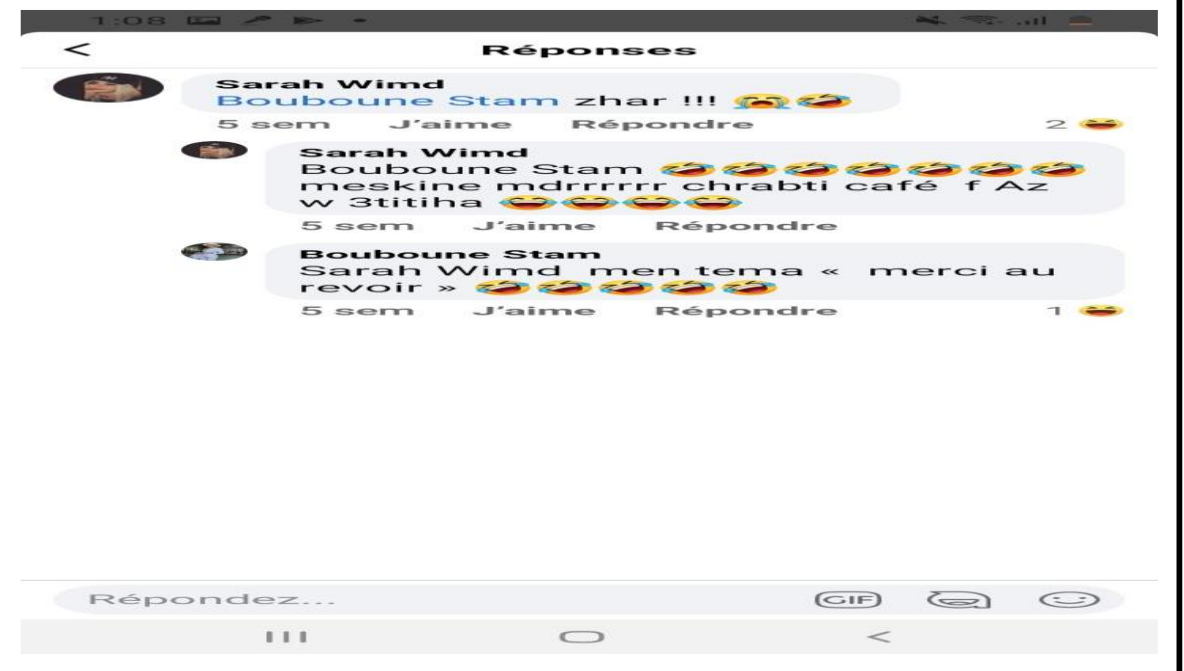 1:08
Réponses
Sarah Wimd
Bouboune Stam zhar !!! 😭🤣
5 sem J'aime Répondre 2
Sarah Wimd
Bouboune Stam 🤣🤣🤣🤣🤣🤣🤣
meskine mdrrrrrr chrabti café f Az
w 3titiha 😂😂😂😂
5 sem J'aime Répondre
Bouboune Stam
Sarah Wimd men tema « merci au
revoir » 🤣🤣🤣🤣🤣
5 sem J'aime Répondre 1
Répondez...
GIF